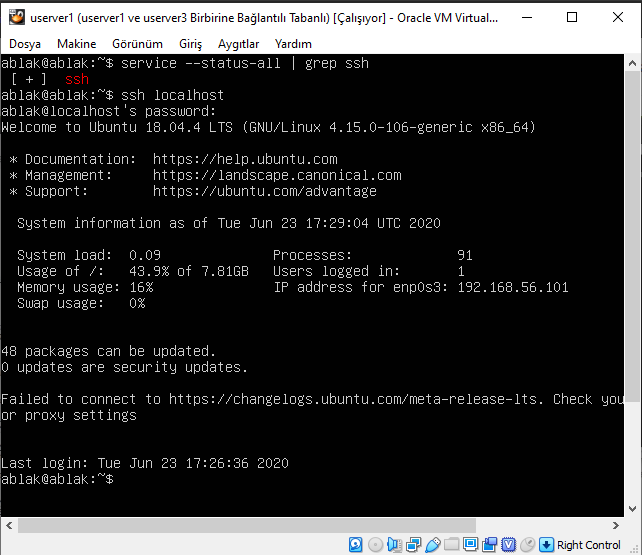 userver1 (userver1 ve userver3 Birbirine Bağlantılı Tabanlı) [Çalışıyor] - Oracle VM Virtual...
Dosya Makine Görünüm Giriş Aygıtlar Yardım
ablak@ablak:~$ service --status-all | grep ssh
[ + ]  ssh
ablak@ablak:~$ ssh localhost
ablak@localhost's password:
Welcome to Ubuntu 18.04.4 LTS (GNU/Linux 4.15.0-106-generic x86_64)
* Documentation:  https://help.ubuntu.com
* Management:     https://landscape.canonical.com
* Support:        https://ubuntu.com/advantage
System information as of Tue Jun 23 17:29:04 UTC 2020
System load:  0.09              Processes:             91
Usage of /:   43.9% of 7.81GB   Users logged in:       1
Memory usage: 16%               IP address for enp0s3: 192.168.56.101
Swap usage:   0%
48 packages can be updated.
0 updates are security updates.
Failed to connect to https://changelogs.ubuntu.com/meta-release-lts. Check you
or proxy settings
Last login: Tue Jun 23 17:26:36 2020
ablak@ablak:~$
Right Control